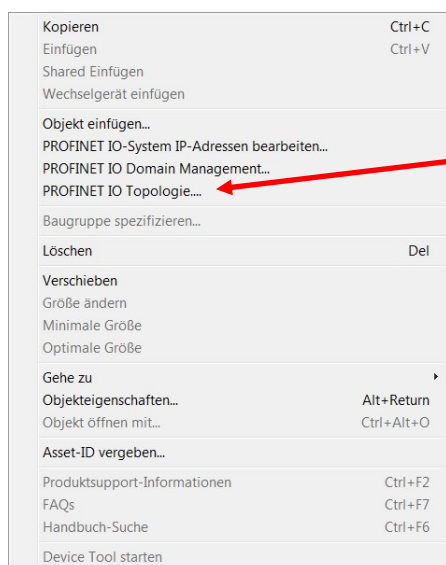 Kopieren Ctrl+C
Einfügen Ctrl+V
Shared Einfügen
Wechselgerät einfügen
Objekt einfügen...
PROFINET IO-System IP-Adressen bearbeiten...
PROFINET IO Domain Management...
PROFINET IO Topologie....
Baugruppe spezifizieren...
Löschen Del
Verschieben
Größe ändern
Minimale Größe
Optimale Größe
Gehe zu
Objekteigenschaften... Alt+Return
Objekt öffnen mit... Ctrl+Alt+O
Asset-ID vergeben...
Produktsupport-Informationen Ctrl+F2
FAQs Ctrl+F7
Handbuch-Suche Ctrl+F6
Device Tool starten